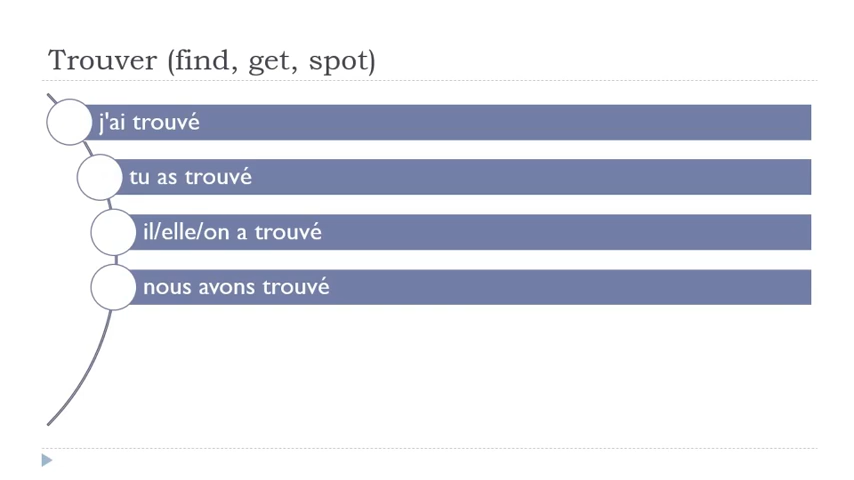 Trouver (find, get, spot)
j'ai trouvé
tu as trouvé
il/elle/on a trouvé
nous avons trouvé